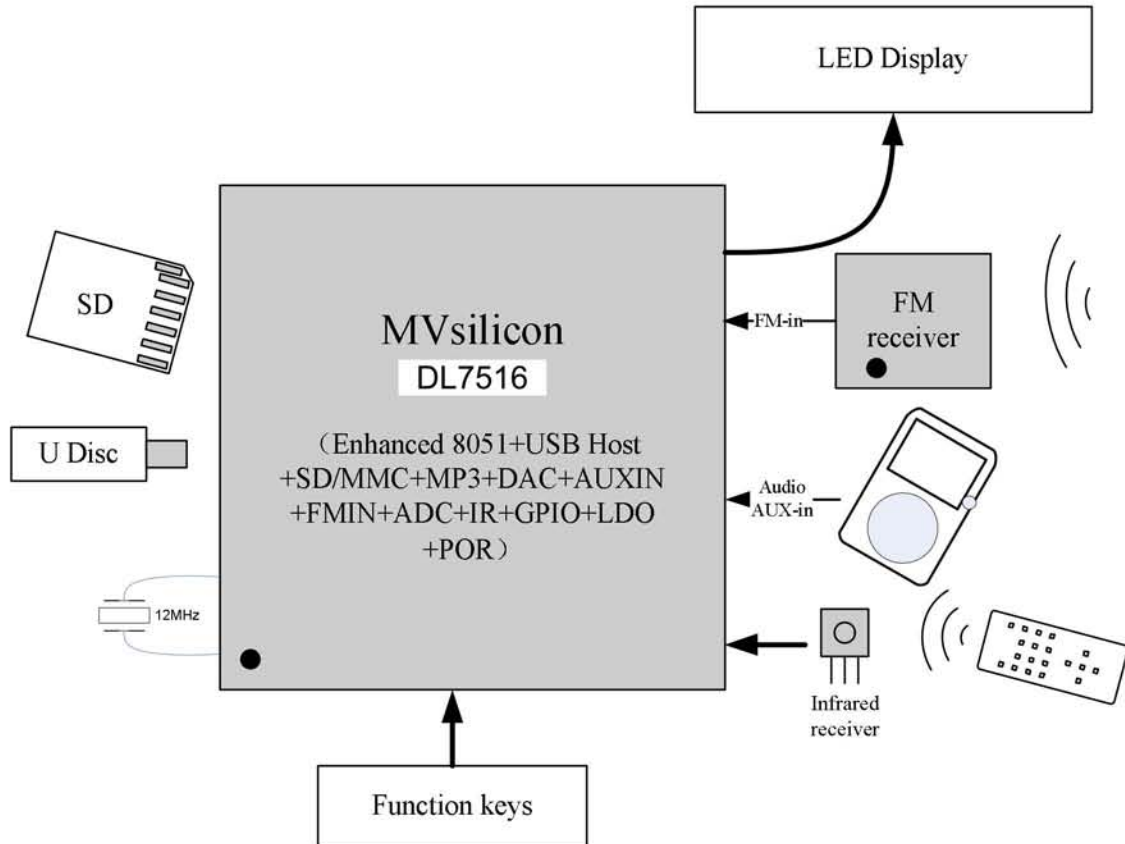 LED Display
SD
MVsilicon
DL7516
（Enhanced 8051+USB Host
+SD/MMC+MP3+DAC+AUXIN
+FMIN+ADC+IR+GPIO+LDO
+POR）
FM-in
FM
receiver
U Disc
Audio
AUX-in
12MHz
Infrared
receiver
Function keys